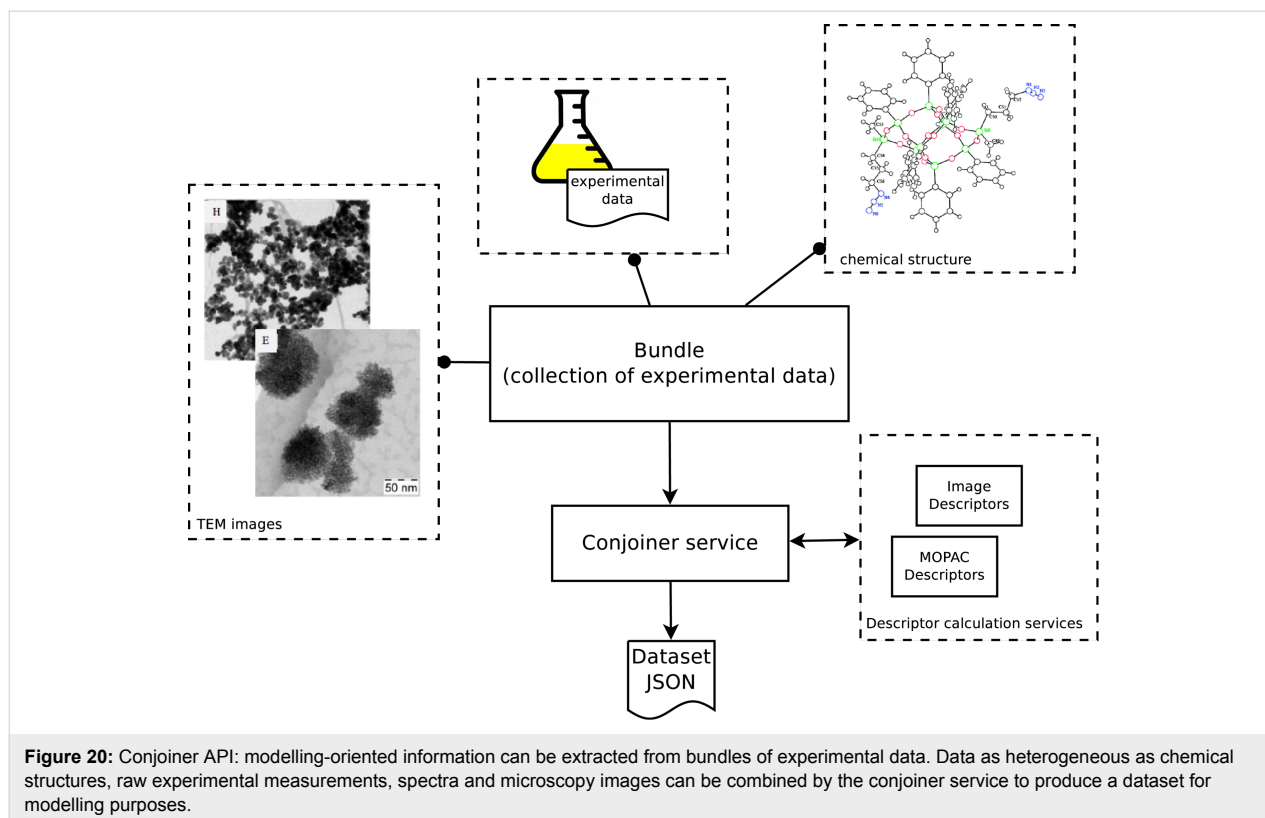 experimental
data
chemical structure
H
E
50 nm
TEM images
Bundle
(collection of experimental data)
Conjoiner service
Image
Descriptors
MOPAC
Descriptors
Descriptor calculation services
Dataset
JSON
Figure 20: Conjoiner API: modelling-oriented information can be extracted from bundles of experimental data. Data as heterogeneous as chemical
structures, raw experimental measurements, spectra and microscopy images can be combined by the conjoiner service to produce a dataset for
modelling purposes.